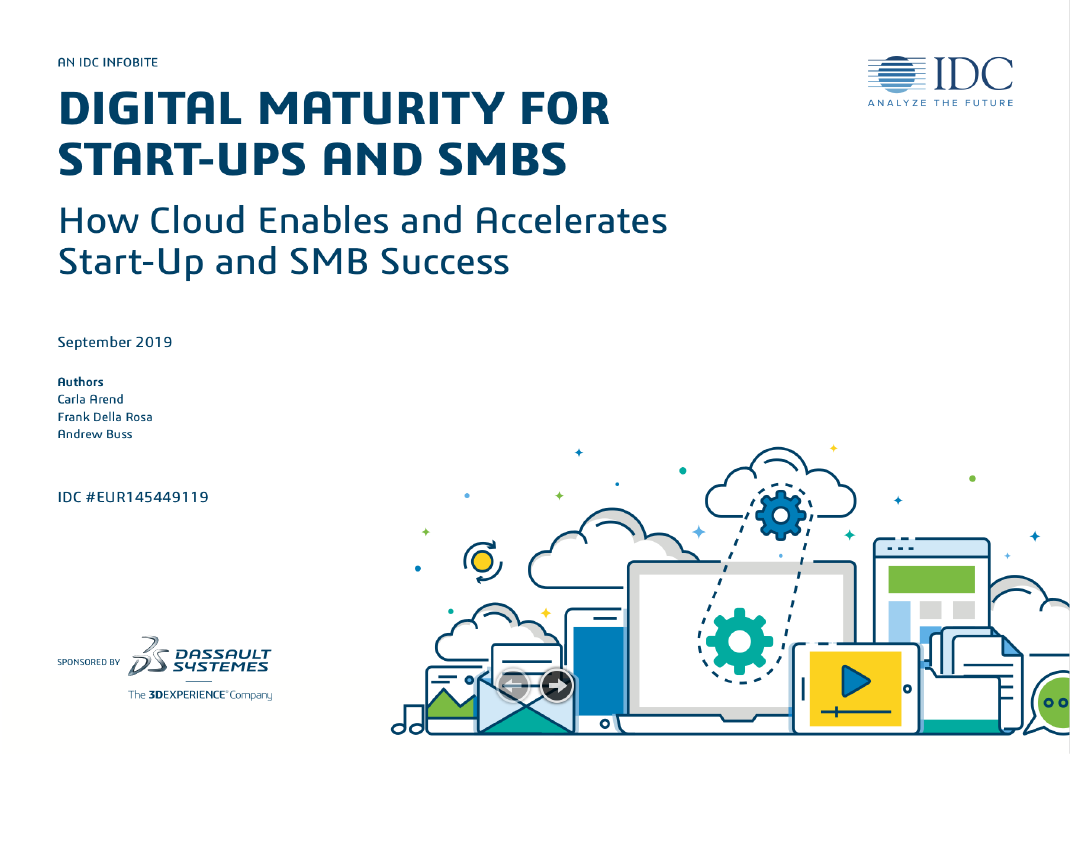 AN IDC INFOBITE
IDC
ANALYZE THE FUTURE
DIGITAL MATURITY FOR
START-UPS AND SMBS
How Cloud Enables and Accelerates
Start-Up and SMB Success
September 2019
Authors
Carla Arend
Frank Della Rosa
Andrew Buss
IDC #EUR145449119
SPONSORED BY
DASSAULT
SYSTEMES
The 3DEXPERIENCE® Company